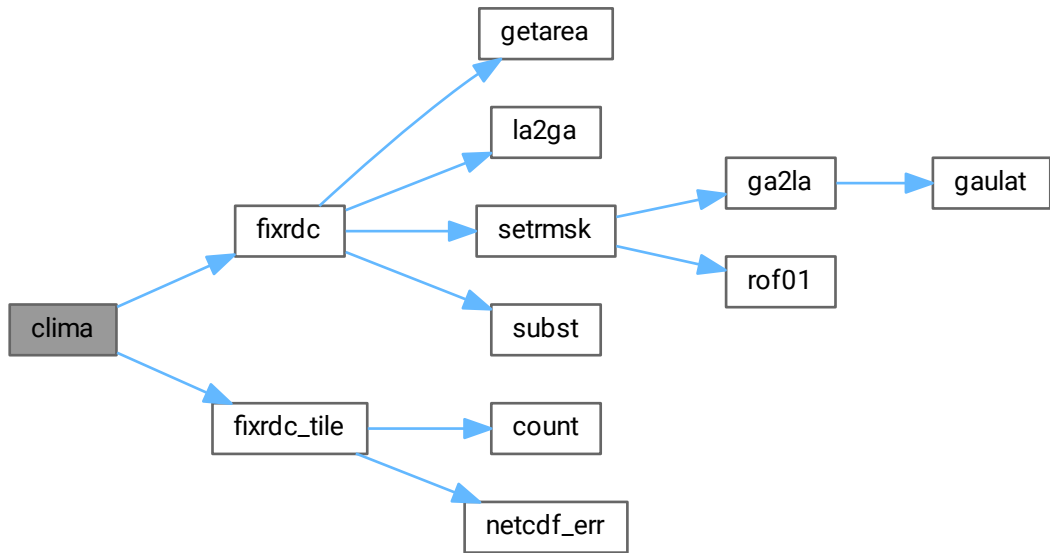 getarea
la2ga
ga2la
gaulat
fixrdc
setrmsk
rof01
clima
subst
fixrdc_tile
count
netcdf_err